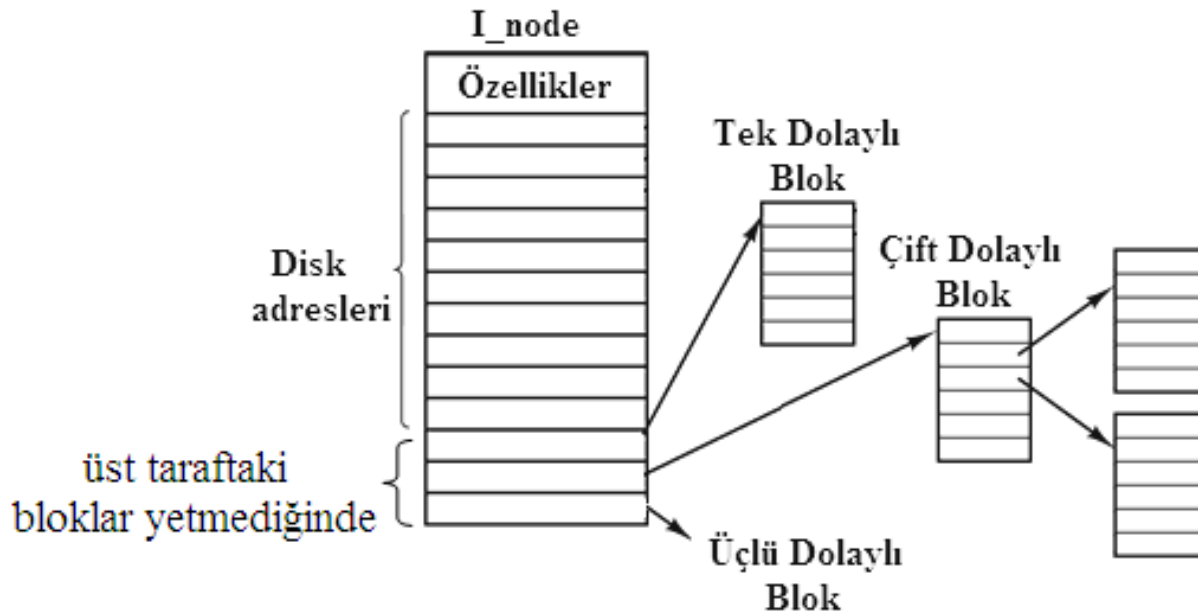 I_node
Özellikler
Disk
adresleri
üst taraftaki
bloklar yetmediğinde
Tek Dolaylı
Blok
Çift Dolaylı
Blok
Üçlü Dolaylı
Blok